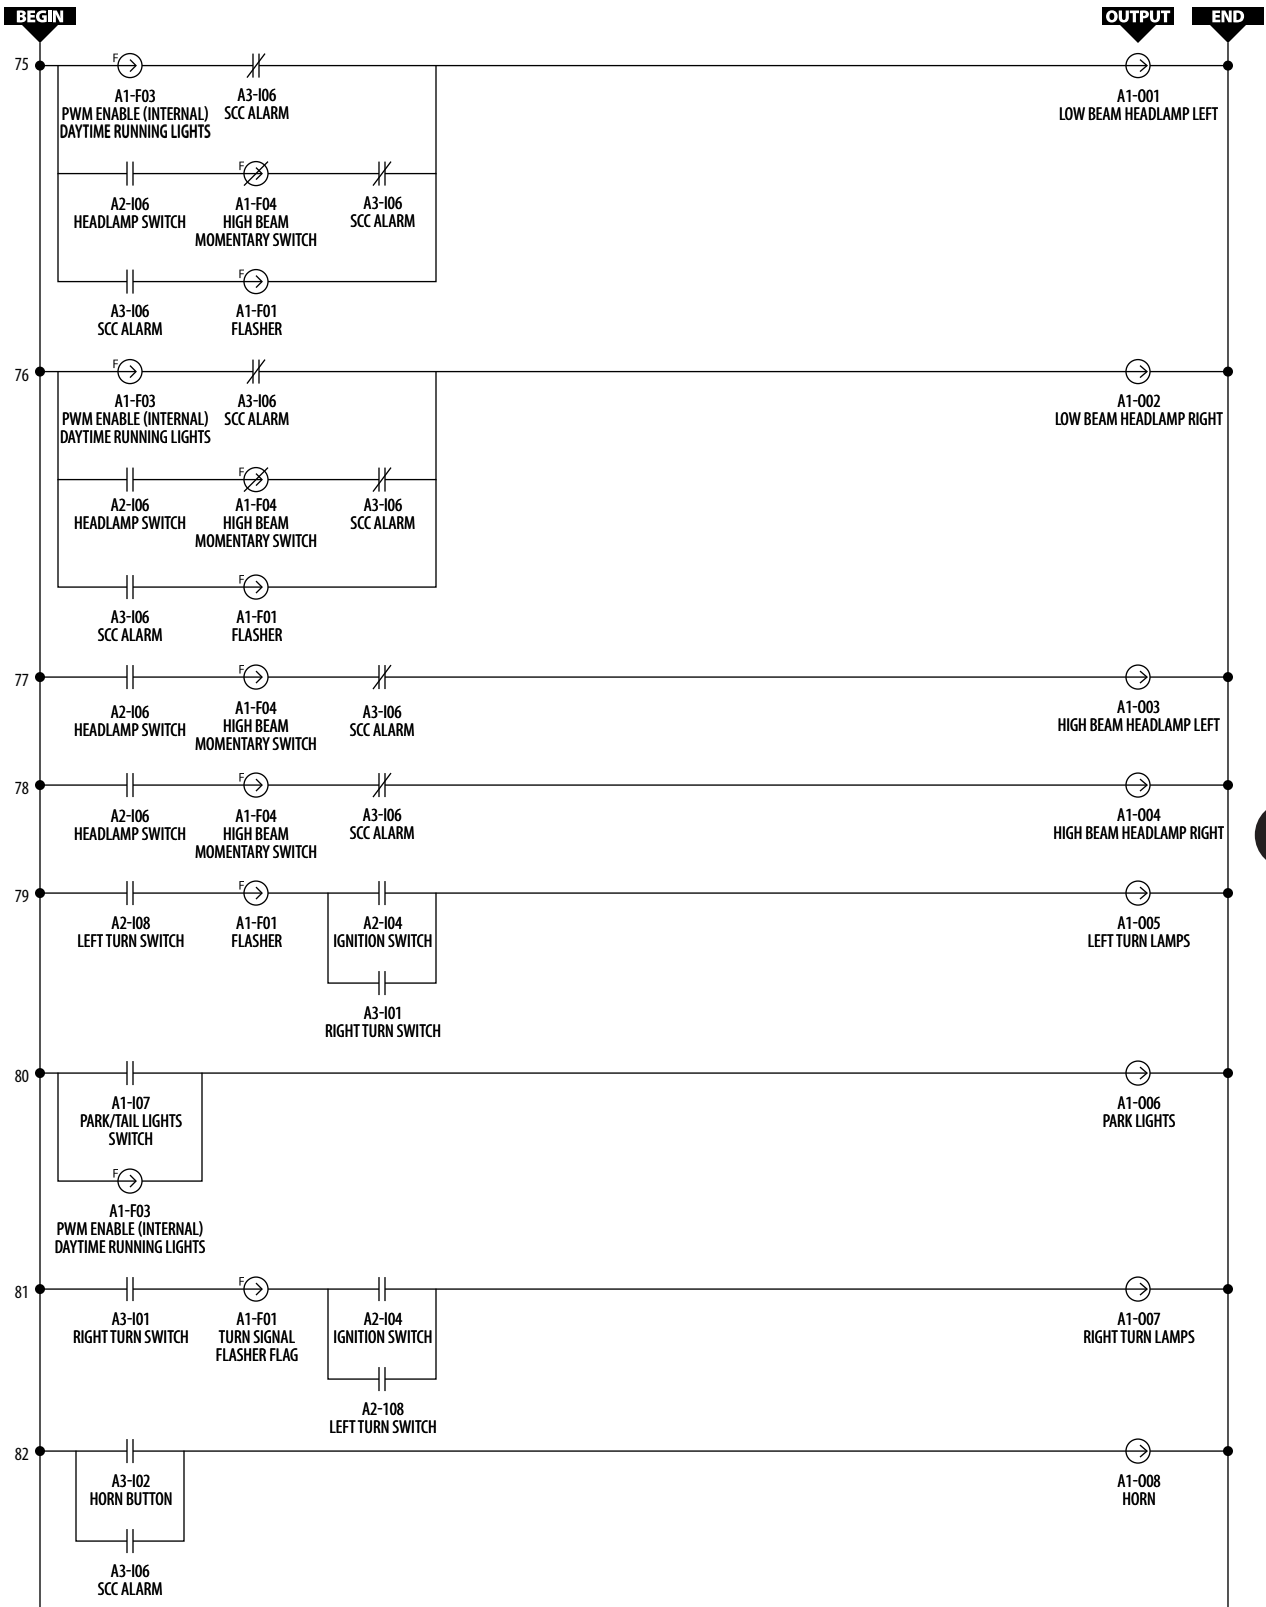 BEGIN
OUTPUT
END
75
F
A1-F03
PWM ENABLE (INTERNAL)
DAYTIME RUNNING LIGHTS
A3-I06
SCC ALARM
A1-O01
LOW BEAM HEADLAMP LEFT
A2-I06
HEADLAMP SWITCH
F
A1-F04
HIGH BEAM
MOMENTARY SWITCH
A3-I06
SCC ALARM
A3-I06
SCC ALARM
F
A1-F01
FLASHER
76
F
A1-F03
PWM ENABLE (INTERNAL)
DAYTIME RUNNING LIGHTS
A3-I06
SCC ALARM
A1-O02
LOW BEAM HEADLAMP RIGHT
A2-I06
HEADLAMP SWITCH
F
A1-F04
HIGH BEAM
MOMENTARY SWITCH
A3-I06
SCC ALARM
A3-I06
SCC ALARM
F
A1-F01
FLASHER
77
A2-I06
HEADLAMP SWITCH
F
A1-F04
HIGH BEAM
MOMENTARY SWITCH
A3-I06
SCC ALARM
A1-O03
HIGH BEAM HEADLAMP LEFT
78
A2-I06
HEADLAMP SWITCH
F
A1-F04
HIGH BEAM
MOMENTARY SWITCH
A3-I06
SCC ALARM
A1-O04
HIGH BEAM HEADLAMP RIGHT
79
A2-I08
LEFT TURN SWITCH
F
A1-F01
FLASHER
A2-I04
IGNITION SWITCH
A1-O05
LEFT TURN LAMPS
A3-I01
RIGHT TURN SWITCH
80
A1-I07
PARK/TAIL LIGHTS
SWITCH
A1-O06
PARK LIGHTS
F
A1-F03
PWM ENABLE (INTERNAL)
DAYTIME RUNNING LIGHTS
81
A3-I01
RIGHT TURN SWITCH
F
A1-F01
TURN SIGNAL
FLASHER FLAG
A2-I04
IGNITION SWITCH
A1-O07
RIGHT TURN LAMPS
A2-108
LEFT TURN SWITCH
82
A3-I02
HORN BUTTON
A1-O08
HORN
A3-I06
SCC ALARM